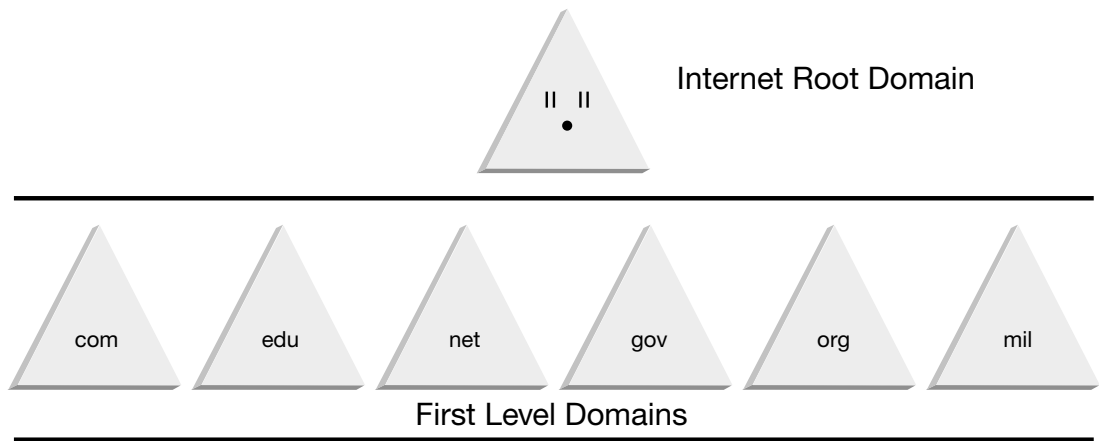 Internet Root Domain
" "
.
com edu net gov org mil
First Level Domains